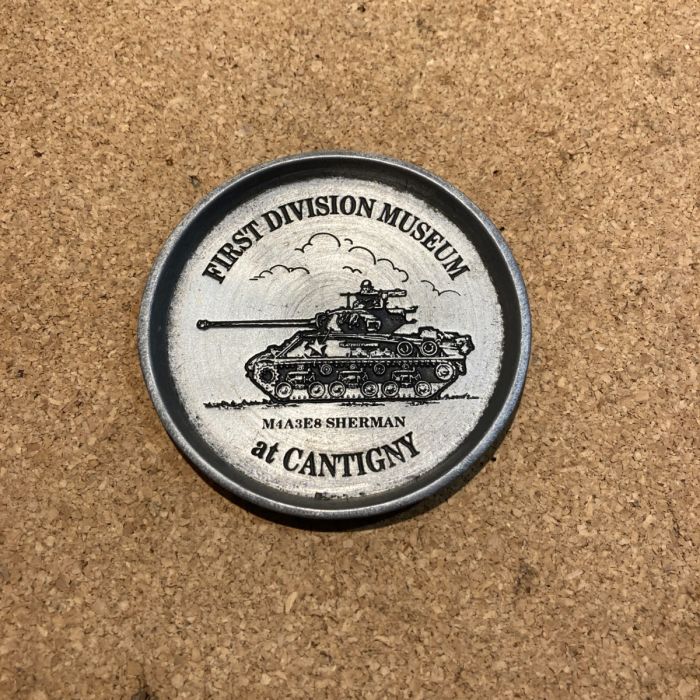 FIRST DIVISION MUSEUM
M4A3E8 SHERMAN
at CANTIGNY